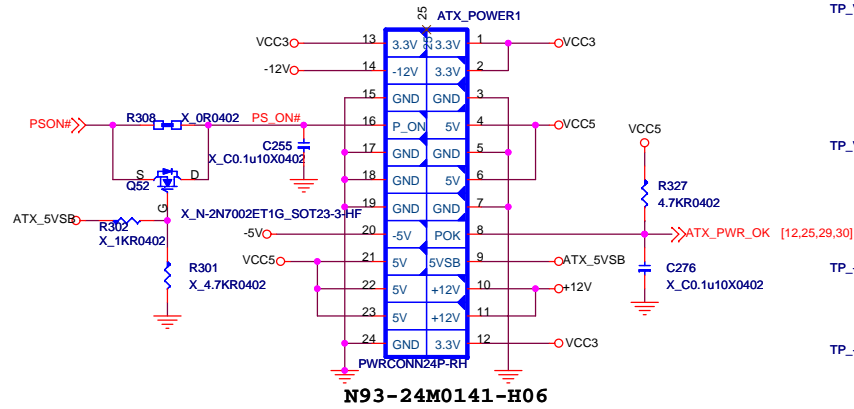 25
ATX_POWER1
TP_V
VCC3
13
3.3V
25
3.3V
1
VCC3
-12V
14
-12V
3.3V
2
15
GND
GND
3
PSON#
R308
X_0R0402
PS_ON#
16
P_ON
5V
4
VCC5
VCC5
C255
X_C0.1u10X0402
17
GND
GND
5
TP_V
S
D
Q52
18
GND
5V
6
R327
4.7KR0402
G
X_N-2N7002ET1G_SOT23-3-HF
19
GND
GND
7
ATX_5VSB
R302
X_1KR0402
-5V
20
-5V
POK
8
ATX_PWR_OK [12,25,29,30]
VCC5
21
5V
5VSB
9
ATX_5VSB
R301
X_4.7KR0402
C276
X_C0.1u10X0402
TP_
22
5V
+12V
10
+12V
23
5V
+12V
11
24
GND
3.3V
12
VCC3
TP_
PWRCONN24P-RH
N93-24M0141-H06